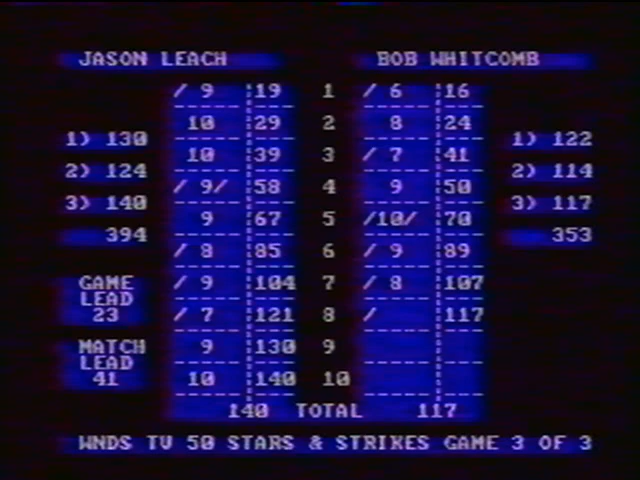 JASON LEACH BOB WHITCOMB
/ 9 19 1 / 6 16
10 29 2 8 24
1) 130 10 39 3 / 7 41 1) 122
2) 124 / 9/ 58 4 9 50 2) 114
3) 140 9 67 5 /10/ 70 3) 117
394 / 8 85 6 / 9 89 353
GAME LEAD 23 / 9 104 7 / 8 107
/ 7 121 8 / 117
MATCH LEAD 41 9 130 9
10 140 10
140 TOTAL 117
WNDS TV 50 STARS & STRIKES GAME 3 OF 3